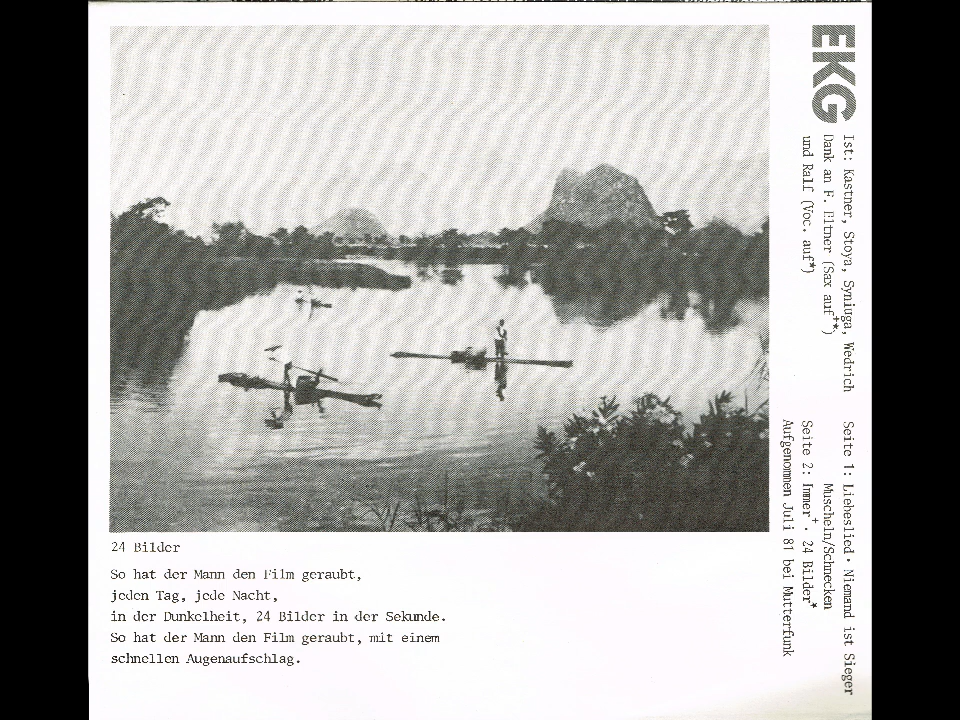 EKG
Ist: Kastner, Stoya, Syniuga, Wedrich
Dank an F. Eltner (Sax auf +*)
und Ralf (Voc. auf*)
Seite 1: Liebeslied · Niemand ist Sieger
Muscheln/Schnecken
Seite 2: Immer+ · 24 Bilder*
Aufgenommen Juli 81 bei Mutterfunk
24 Bilder
So hat der Mann den Film geraubt,
jeden Tag, jede Nacht,
in der Dunkelheit, 24 Bilder in der Sekunde.
So hat der Mann den Film geraubt, mit einem
schnellen Augenaufschlag.